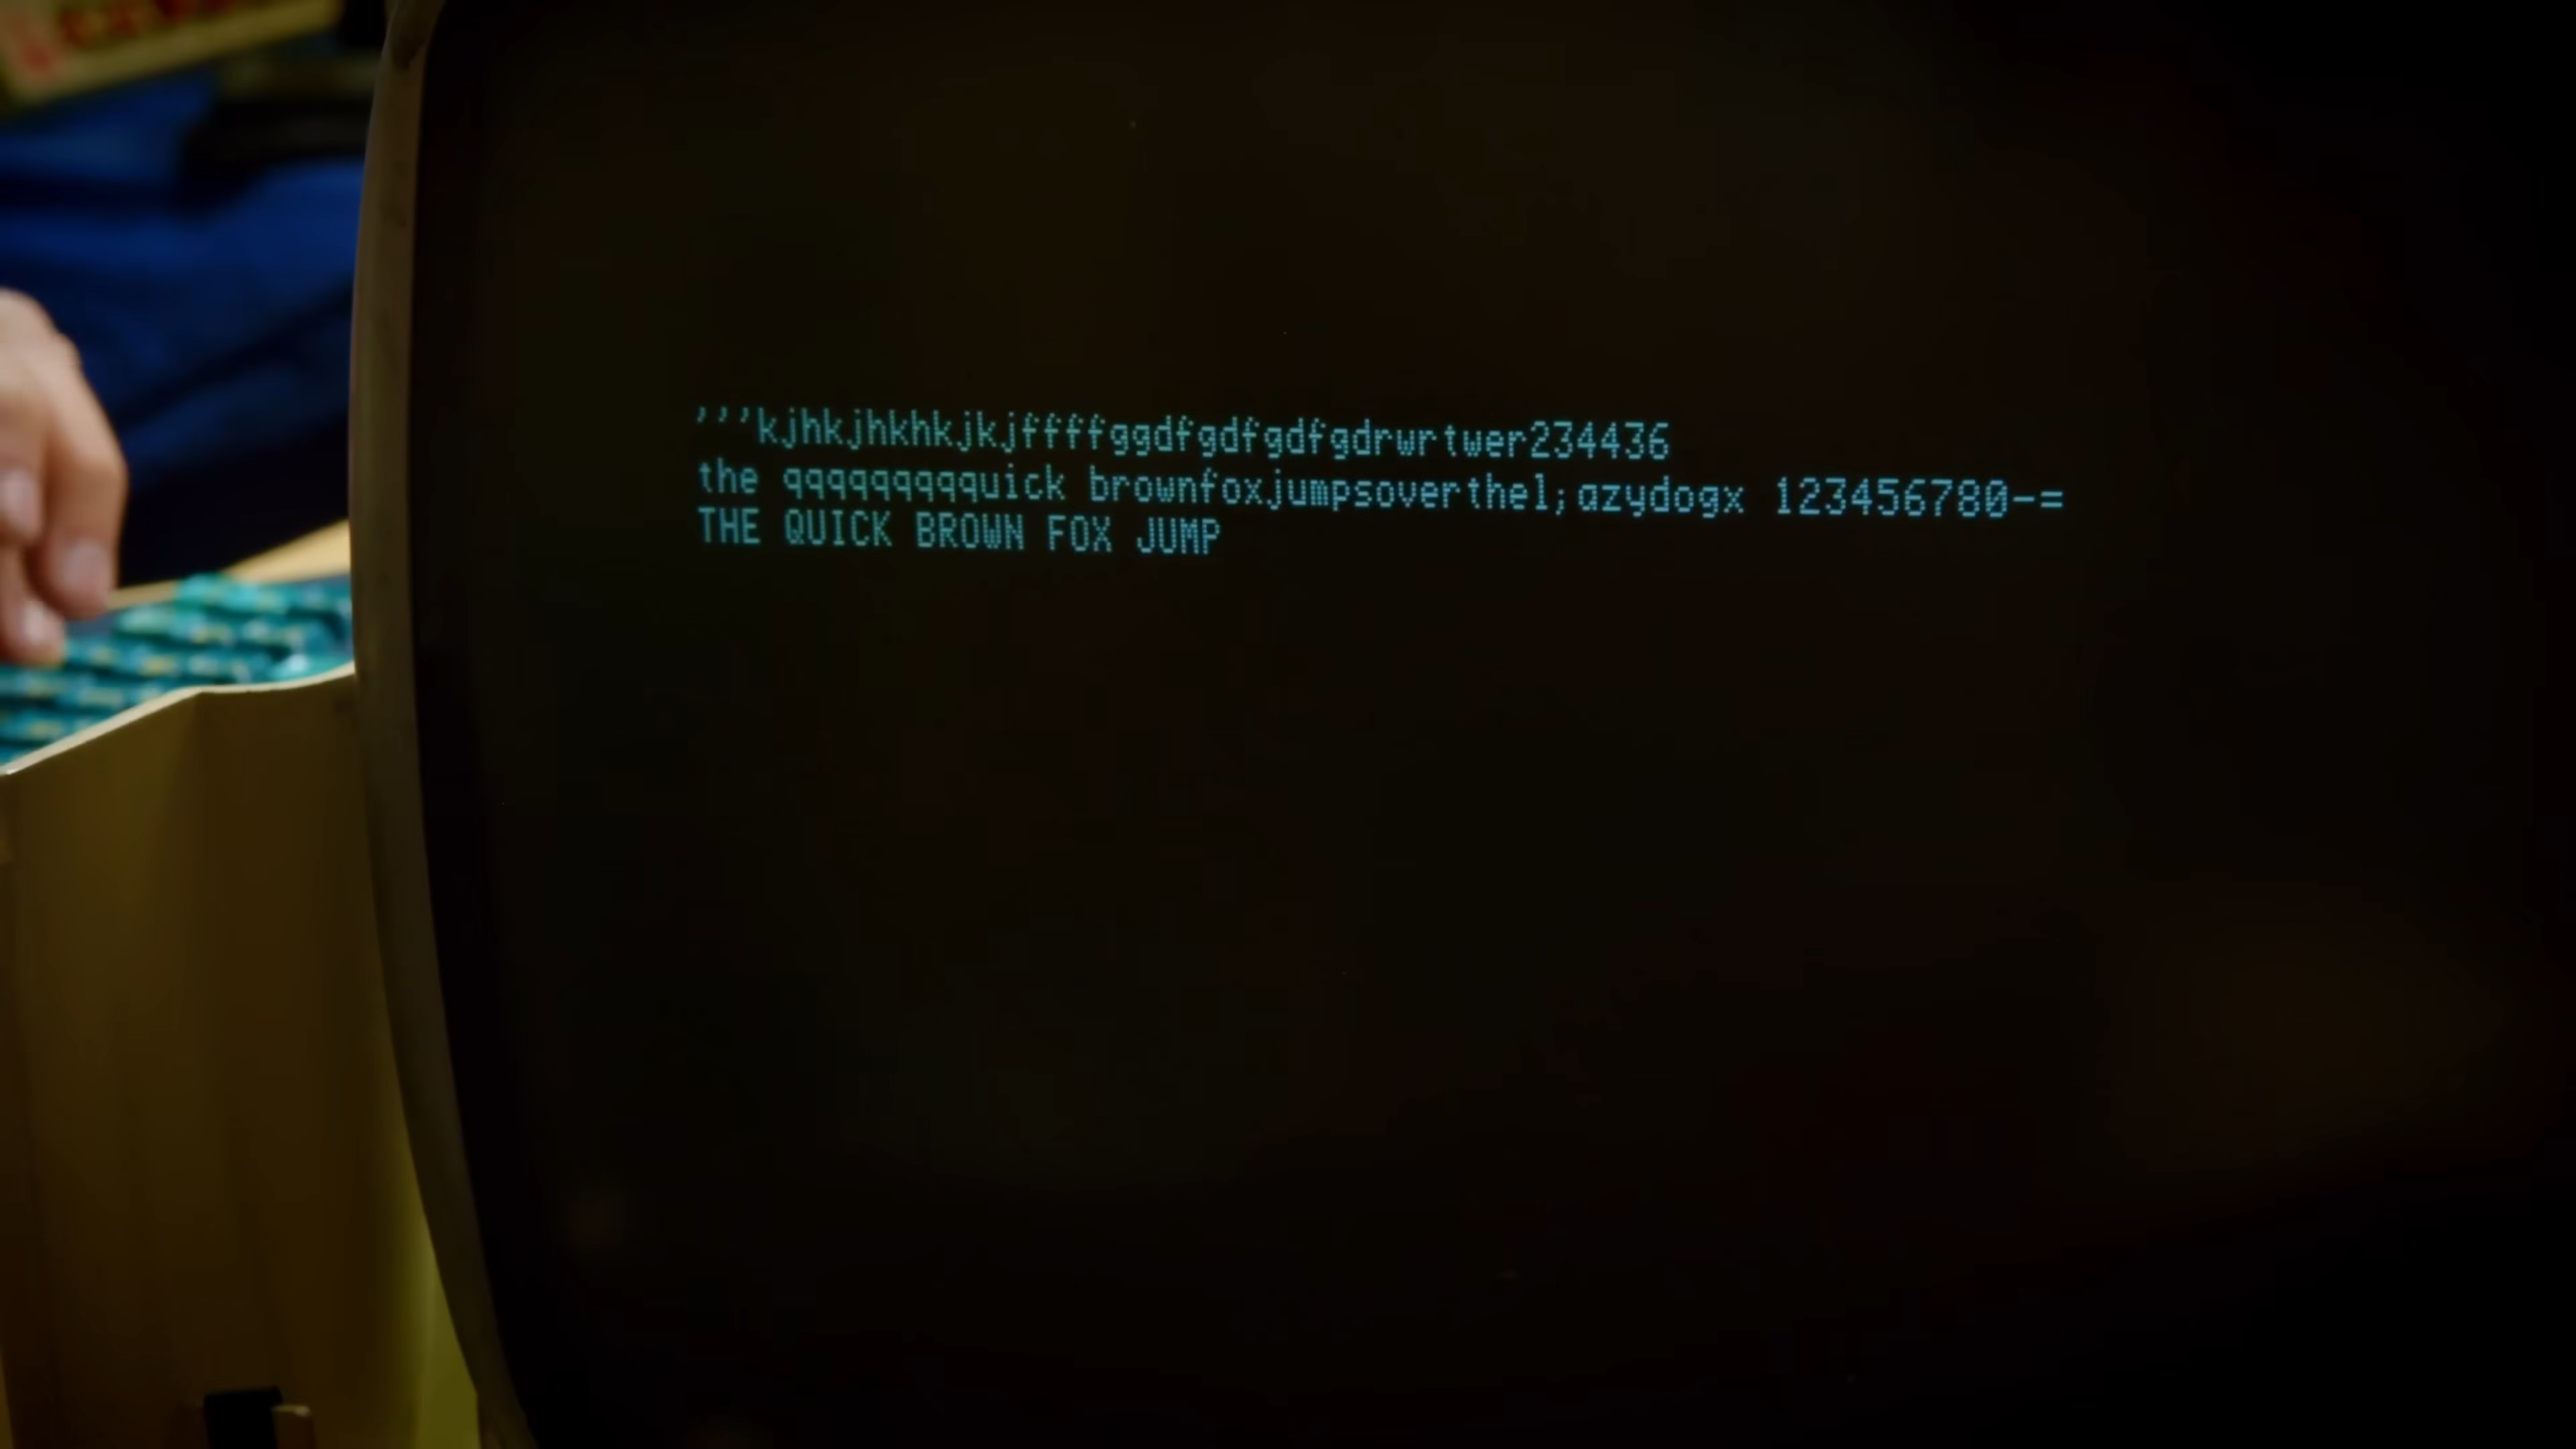 '''kjhkjhkhkjkjffffggdfgdfgdfgdrwrtwer234436
the qqqqqqqqquick brownfoxjumpsoverthel;azydogx 123456780-=
THE QUICK BROWN FOX JUMP